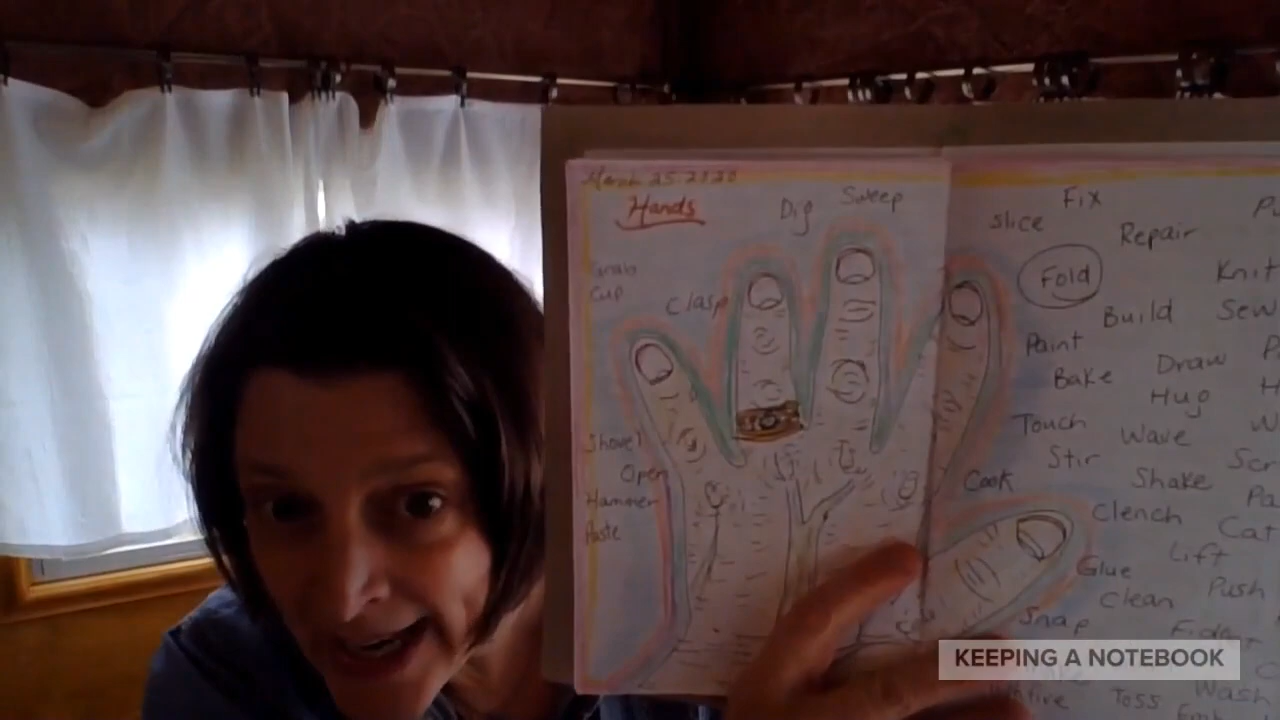 March 25 2020
Hands
Dig
Sweep
Cup
Clasp
Shovel
Open
Hammer
Paste
Fix
slice
Repair
Fold
Knit
Build
Sew
Paint
Draw
Bake
Hug
Touch
Wave
Stir
Cook
Shake
Clench
Lift
Glue
Clean
Push
Snap
Toss
Wash
KEEPING A NOTEBOOK